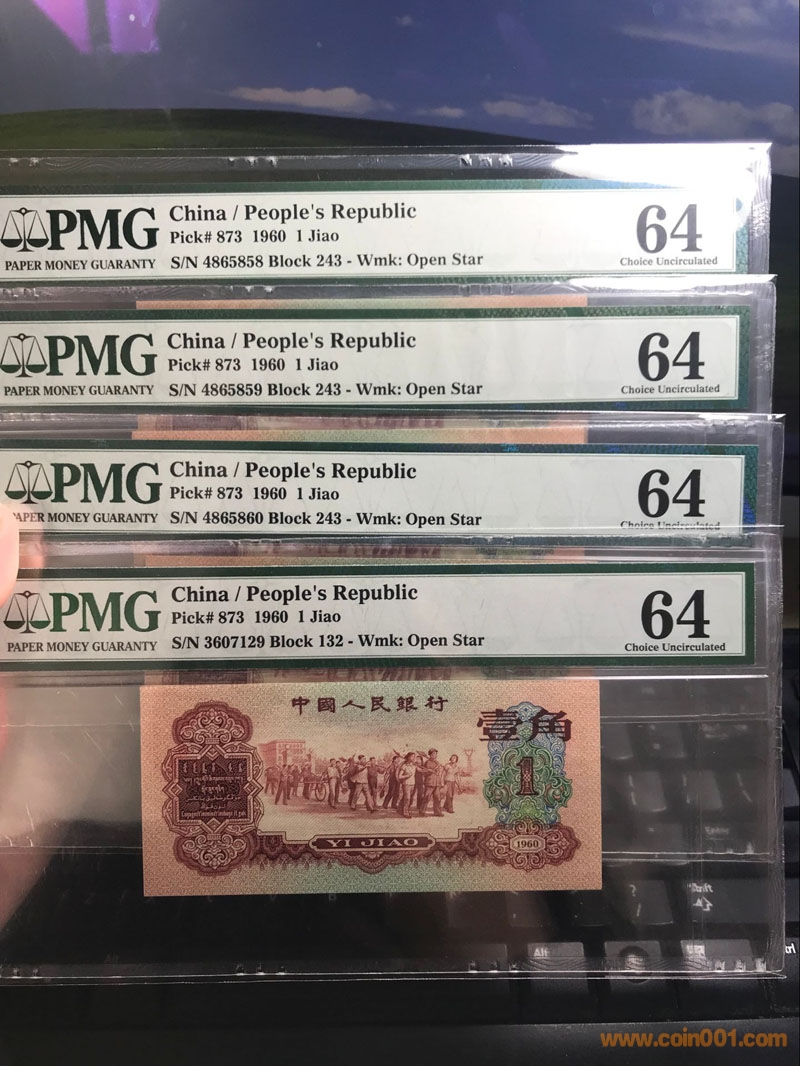 PMG
PAPER MONEY GUARANTY
China / People's Republic
Pick# 873 1960 1 Jiao
S/N 4865858 Block 243 - Wmk: Open Star
64
Choice Uncirculated
PMG
PAPER MONEY GUARANTY
China / People's Republic
Pick# 873 1960 1 Jiao
S/N 4865859 Block 243 - Wmk: Open Star
64
Choice Uncirculated
PMG
PAPER MONEY GUARANTY
China / People's Republic
Pick# 873 1960 1 Jiao
S/N 4865860 Block 243 - Wmk: Open Star
64
Choice Uncirculated
PMG
PAPER MONEY GUARANTY
China / People's Republic
Pick# 873 1960 1 Jiao
S/N 3607129 Block 132 - Wmk: Open Star
64
Choice Uncirculated
中國人民銀行
壹角
1
YI JIAO
1960
www.coin001.com